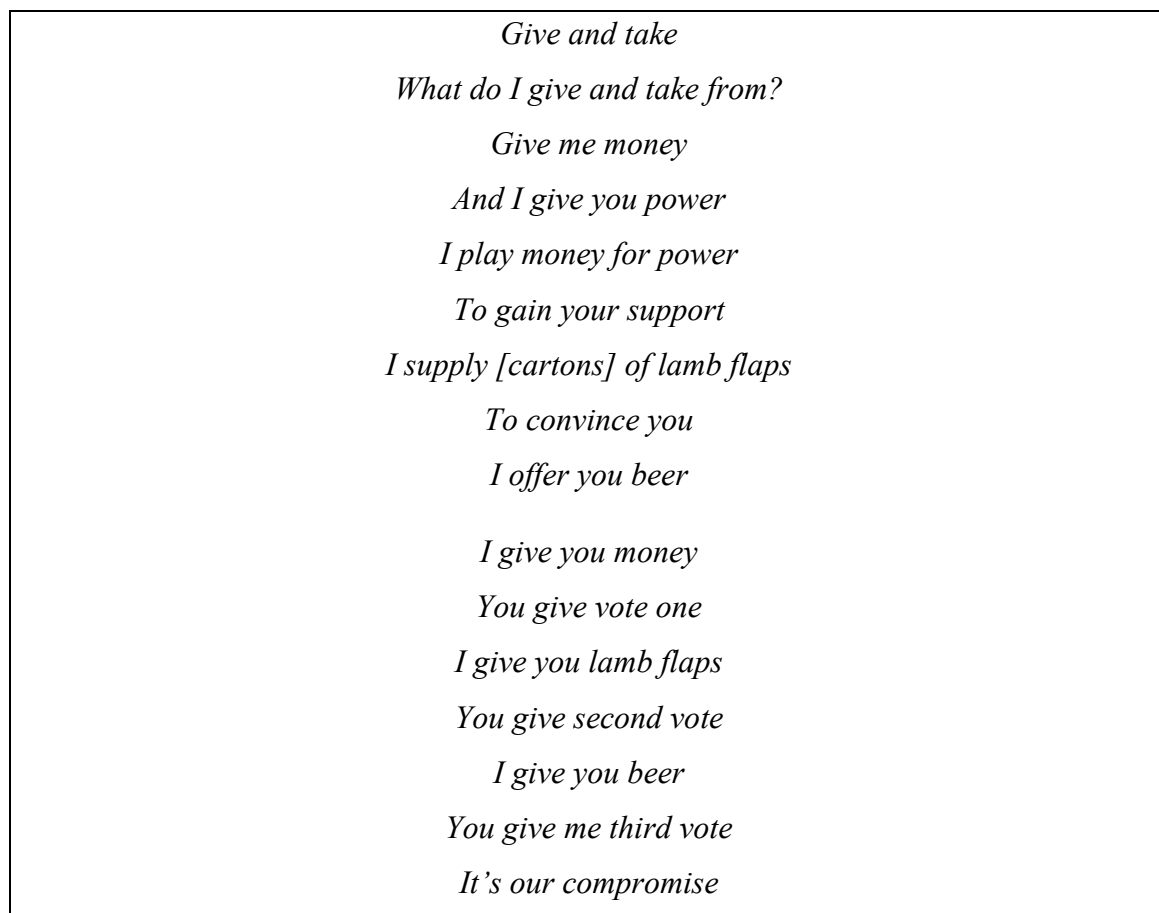 Give and take
What do I give and take from?
Give me money
And I give you power
I play money for power
To gain your support
I supply [cartons] of lamb flaps
To convince you
I offer you beer
I give you money
You give vote one
I give you lamb flaps
You give second vote
I give you beer
You give me third vote
It’s our compromise